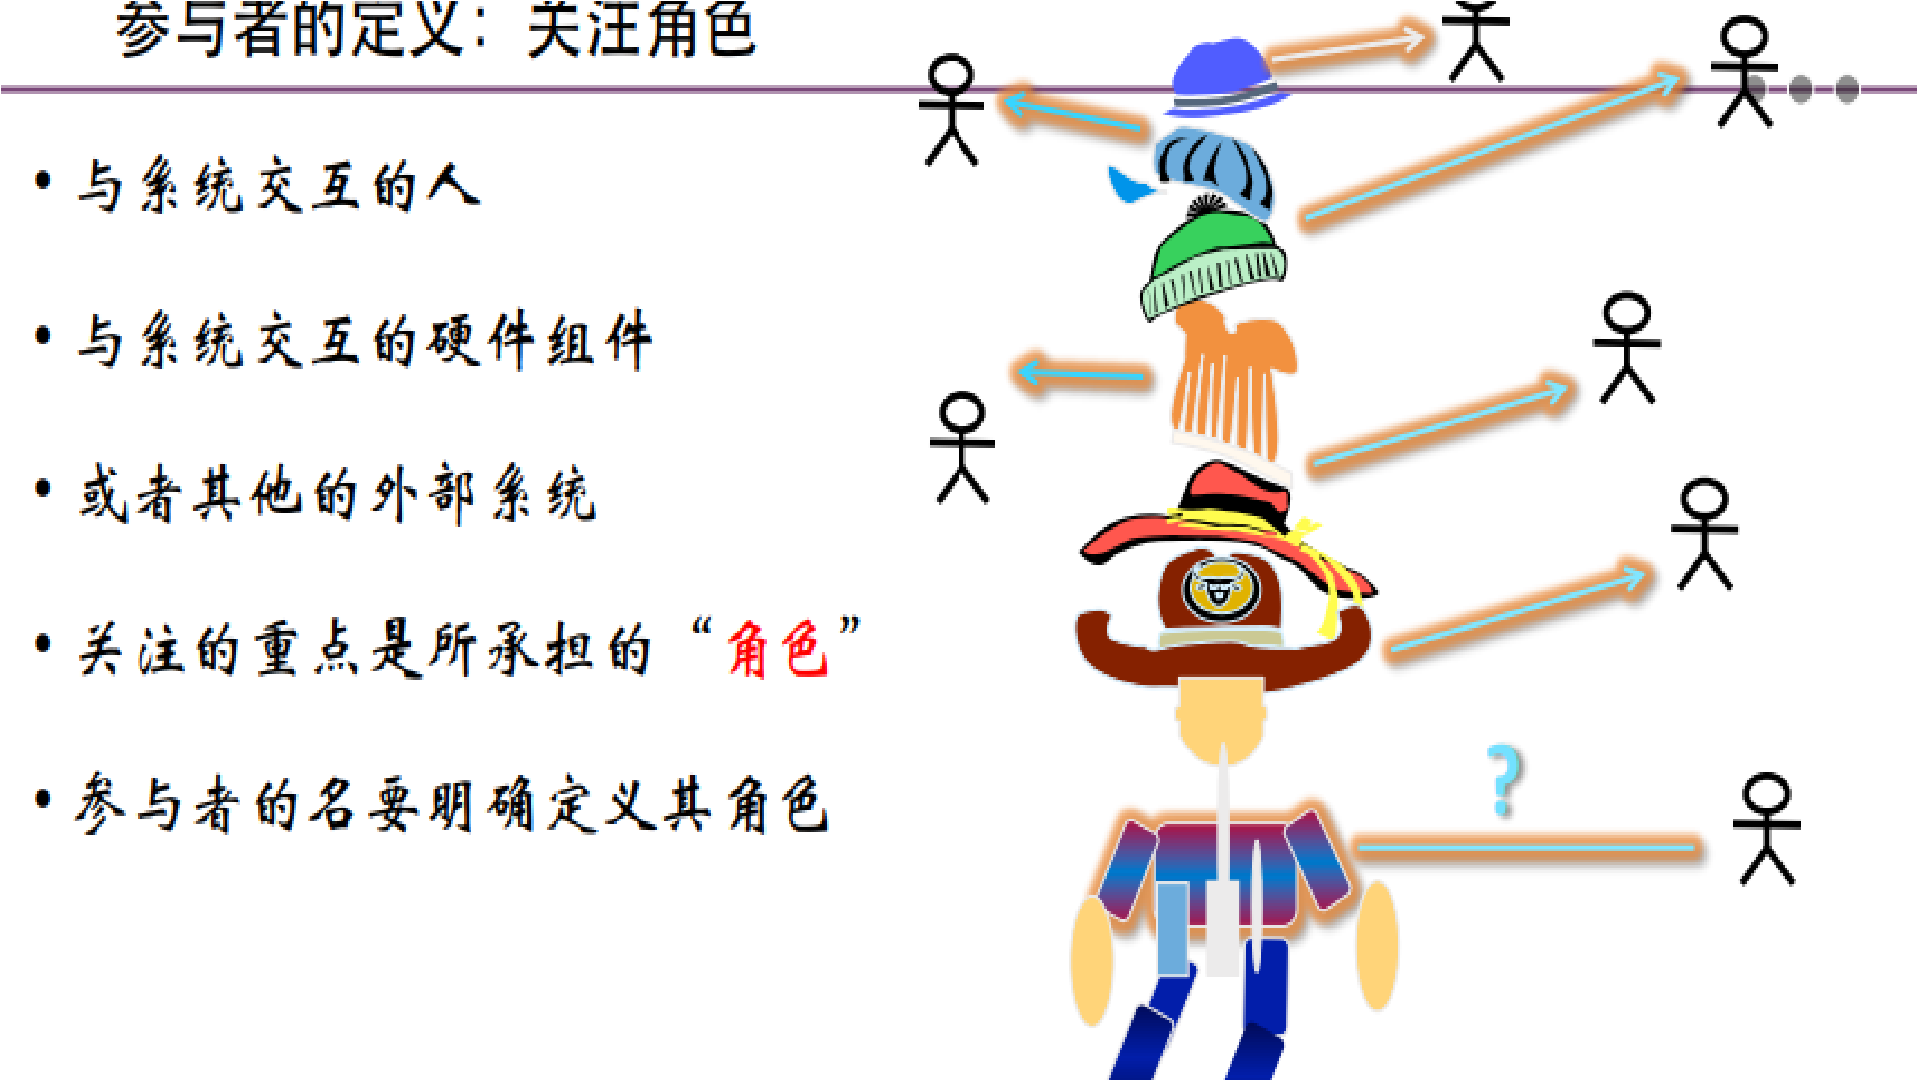 参与者的定义：关注角色
• 与系统交互的人
• 与系统交互的硬件组件
• 或者其他的外部系统
• 关注的重点是所承担的“角色”
• 参与者的名要明确定义其角色
?